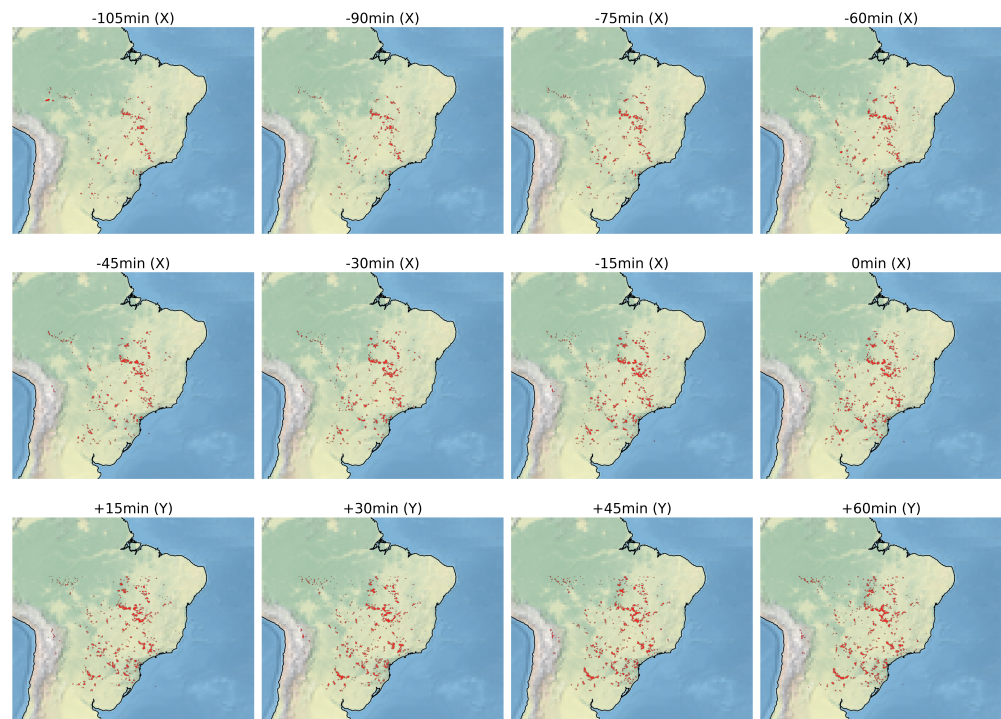 -105min (X)
-90min (X)
-75min (X)
-60min (X)
-45min (X)
-30min (X)
-15min (X)
0min (X)
+15min (Y)
+30min (Y)
+45min (Y)
+60min (Y)